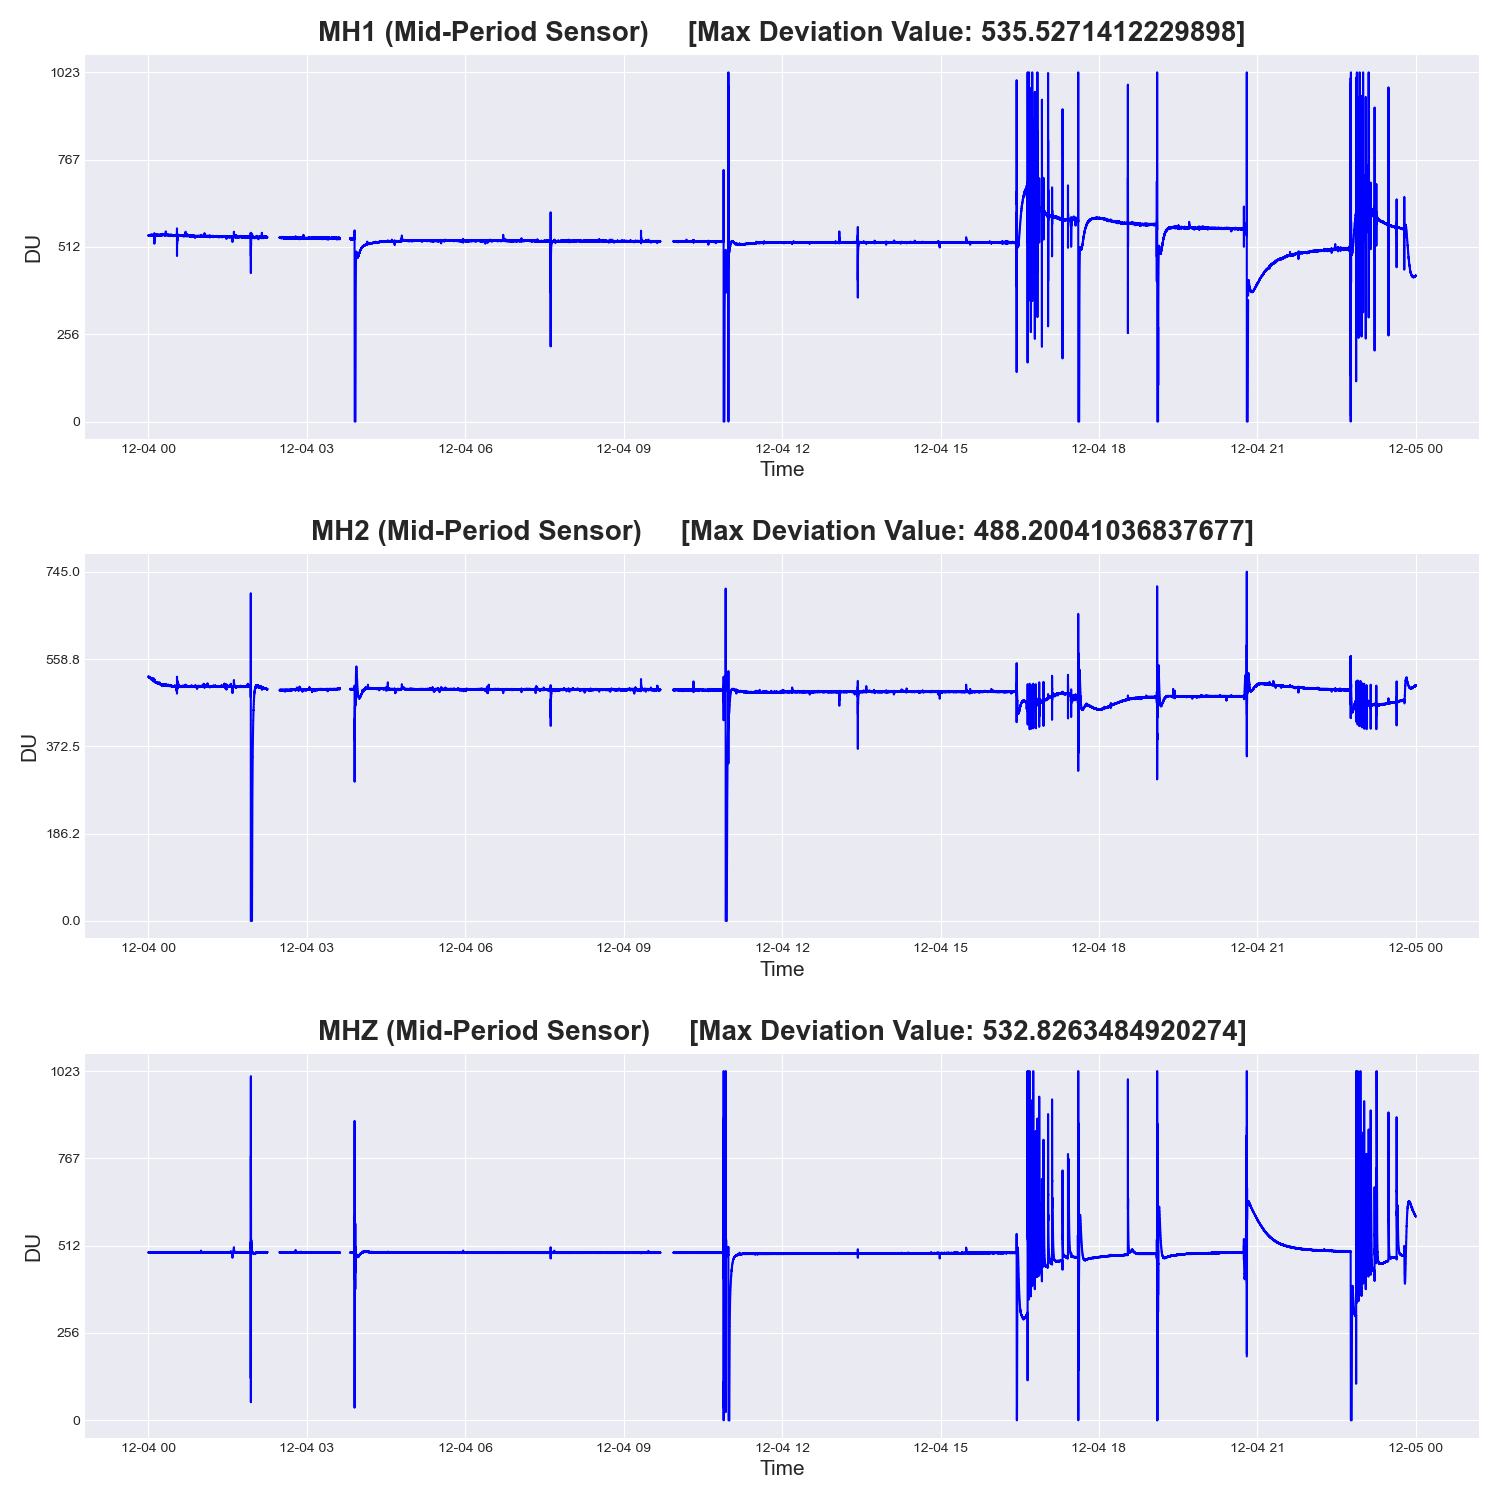 MH1 (Mid-Period Sensor) [Max Deviation Value: 535.5271412229898]
1023
767
512
256
0
DU
12-04 00 12-04 03 12-04 06 12-04 09 12-04 12 12-04 15 12-04 18 12-04 21 12-05 00
Time
MH2 (Mid-Period Sensor) [Max Deviation Value: 488.20041036837677]
745.0
558.8
372.5
186.2
0.0
DU
12-04 00 12-04 03 12-04 06 12-04 09 12-04 12 12-04 15 12-04 18 12-04 21 12-05 00
Time
MHZ (Mid-Period Sensor) [Max Deviation Value: 532.8263484920274]
1023
767
512
256
0
DU
12-04 00 12-04 03 12-04 06 12-04 09 12-04 12 12-04 15 12-04 18 12-04 21 12-05 00
Time